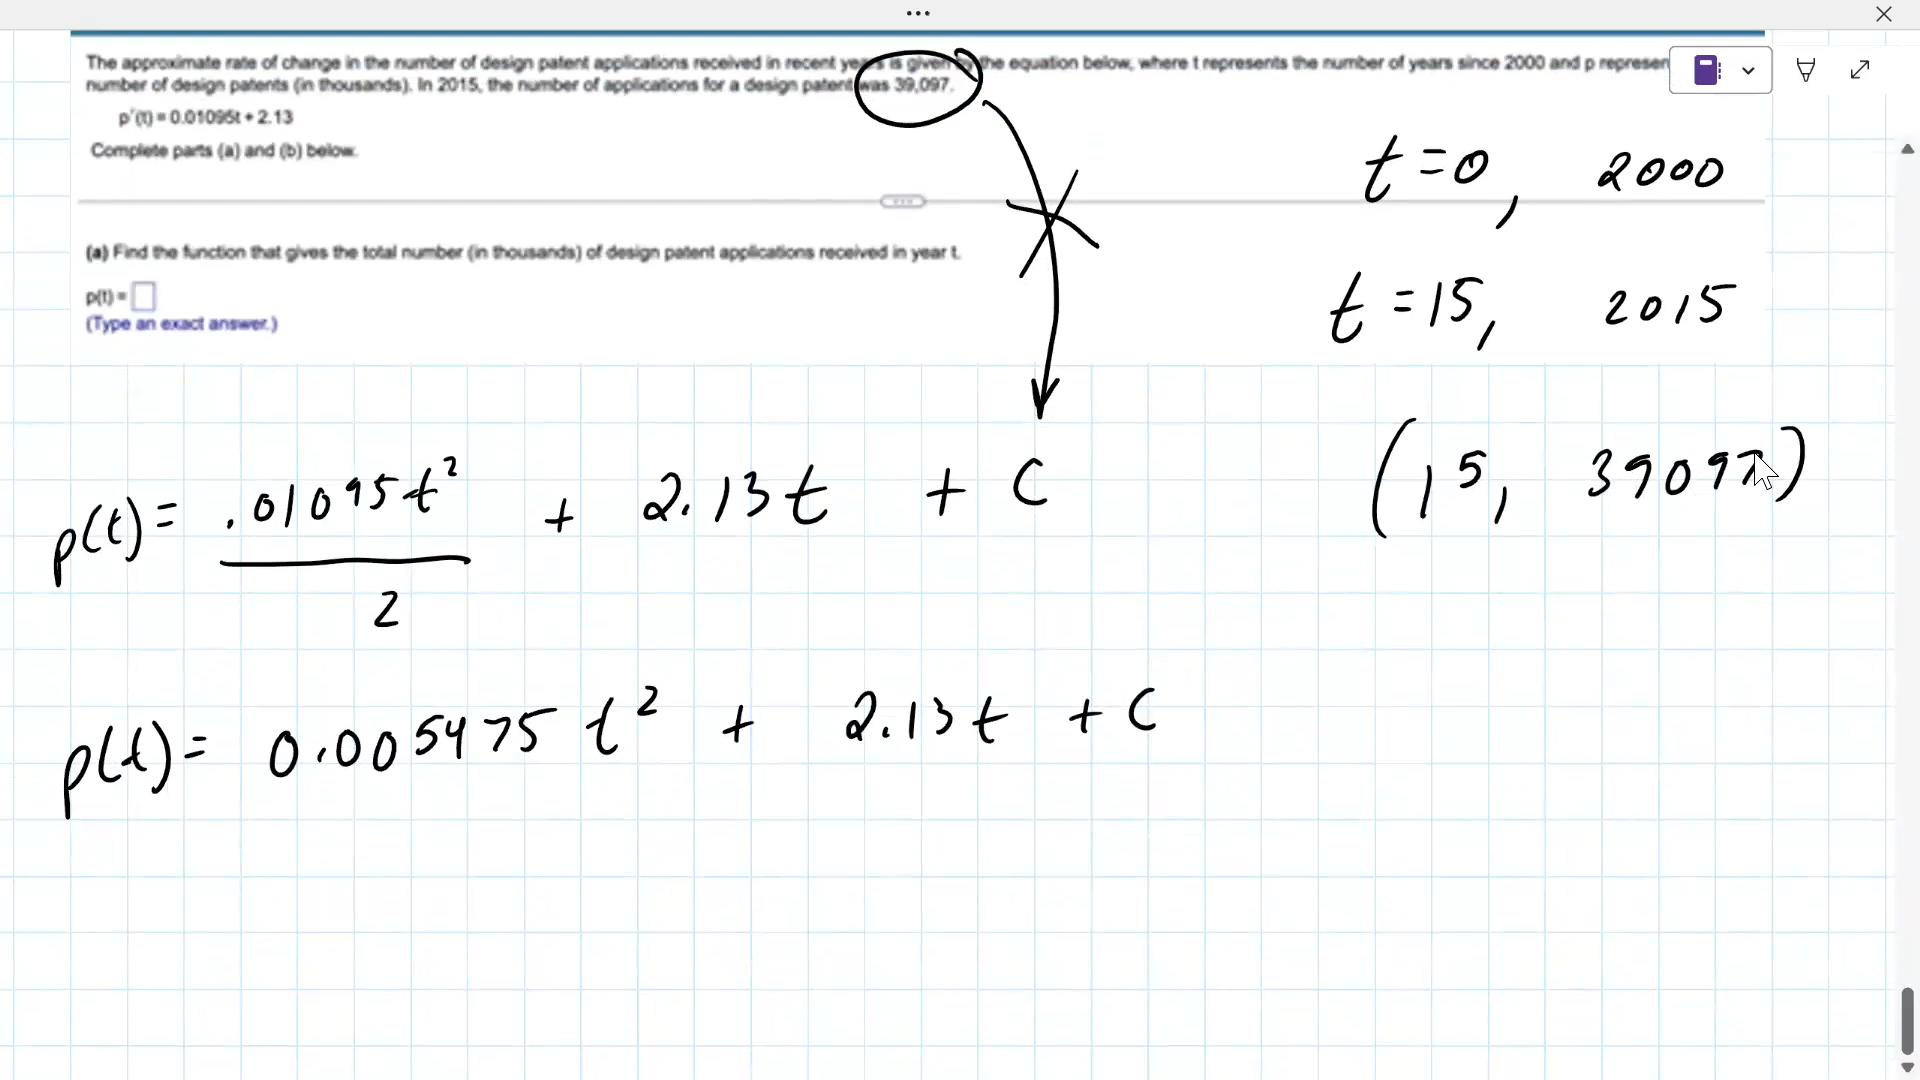 The approximate rate of change in the number of design patent applications received in recent years is given the equation below, where t represents the number of years since 2000 and p represen
number of design patents (in thousands). In 2015, the number of applications for a design patent was 39,097.
p'(t) = 0.01095t + 2.13
Complete parts (a) and (b) below.
t = 0, 2000
(a) Find the function that gives the total number (in thousands) of design patent applications received in year t.
p(t) =
(Type an exact answer.)
t = 15, 2015
p(t) = .01095t² / 2 + 2.13t + C
(15, 39097)
p(t) = 0.005475 t² + 2.13t + C